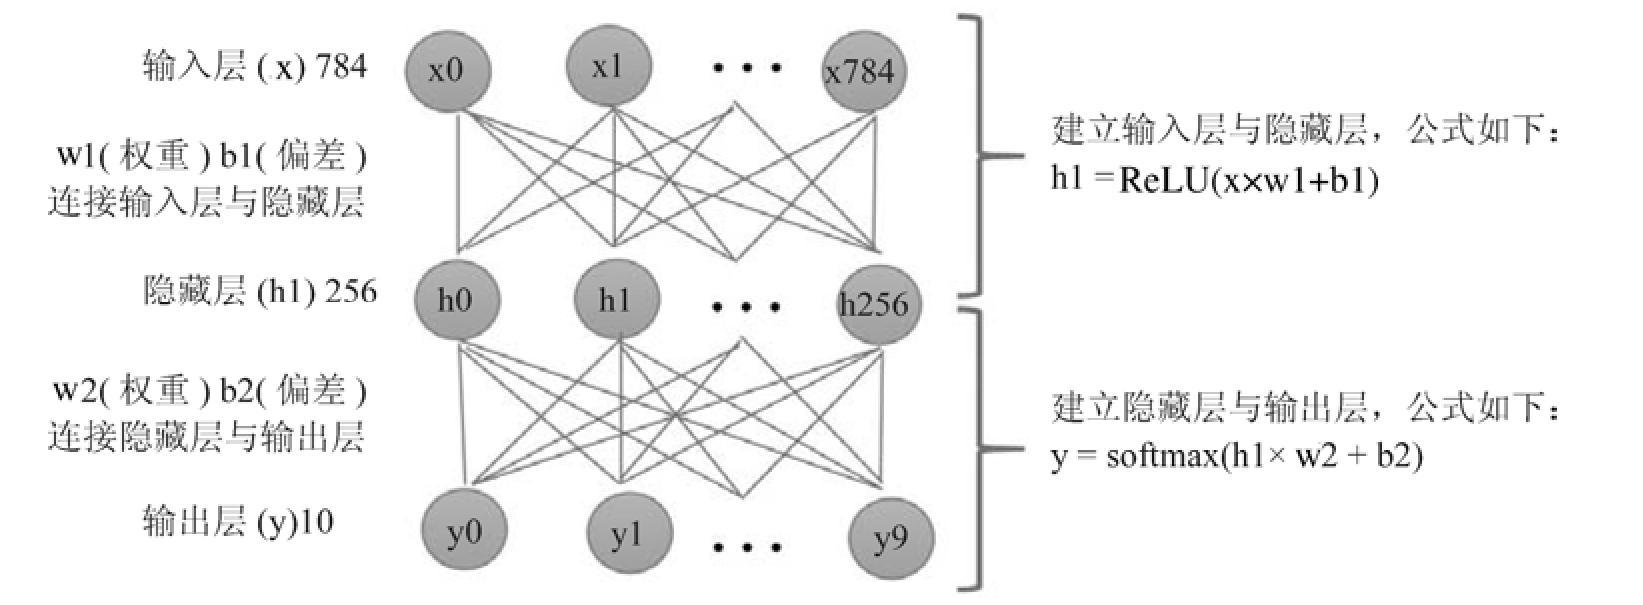 输入层 (x) 784
x0
x1
• • •
x784
w1( 权重 ) b1( 偏差 )
连接输入层与隐藏层
建立输入层与隐藏层，公式如下：
h1 = ReLU(x×w1+b1)
隐藏层 (h1) 256
h0
h1
• • •
h256
w2( 权重 ) b2( 偏差 )
连接隐藏层与输出层
建立隐藏层与输出层，公式如下：
y = softmax(h1× w2 + b2)
输出层 (y)10
y0
y1
• • •
y9